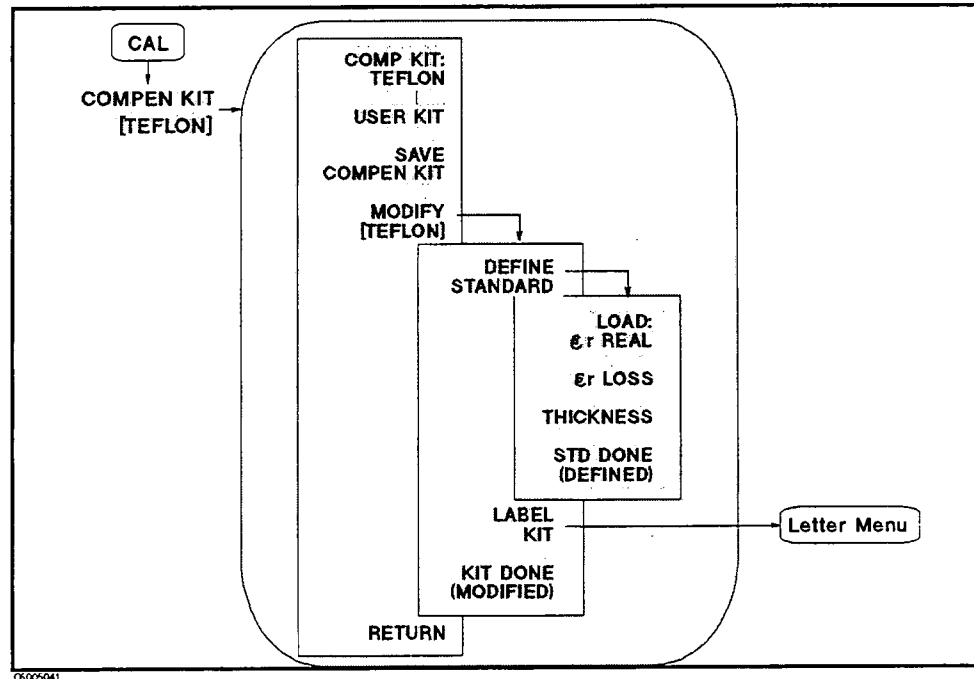 CAL
COMPEN KIT
[TEFLON]
COMP KIT:
TEFLON
USER KIT
SAVE
COMPEN KIT
MODIFY
[TEFLON]
DEFINE
STANDARD
LOAD:
εr REAL
εr LOSS
THICKNESS
STD DONE
(DEFINED)
LABEL
KIT
Letter Menu
KIT DONE
(MODIFIED)
RETURN
C6005041